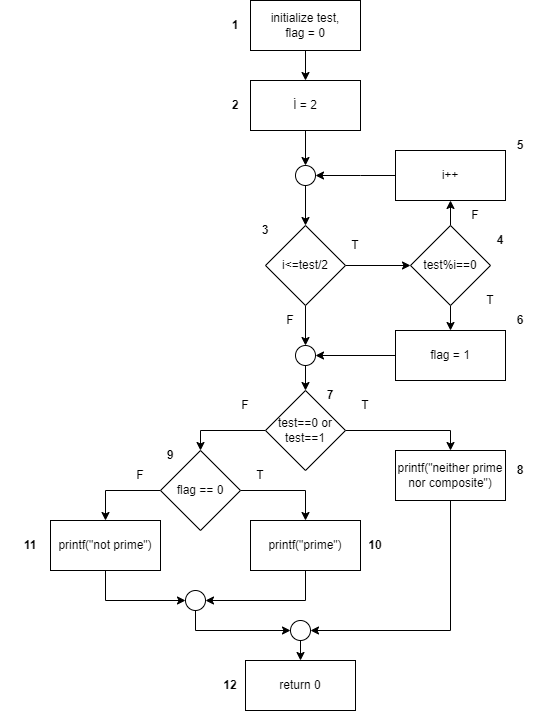 1
initialize test,
flag = 0
2
i = 2
5
i++
3
i<=test/2
T
F
4
test%i==0
F
T
6
flag = 1
F
7
T
test==0 or
test==1
8
printf("neither prime
nor composite")
9
F
T
flag == 0
11
printf("not prime")
printf("prime")
10
12
return 0